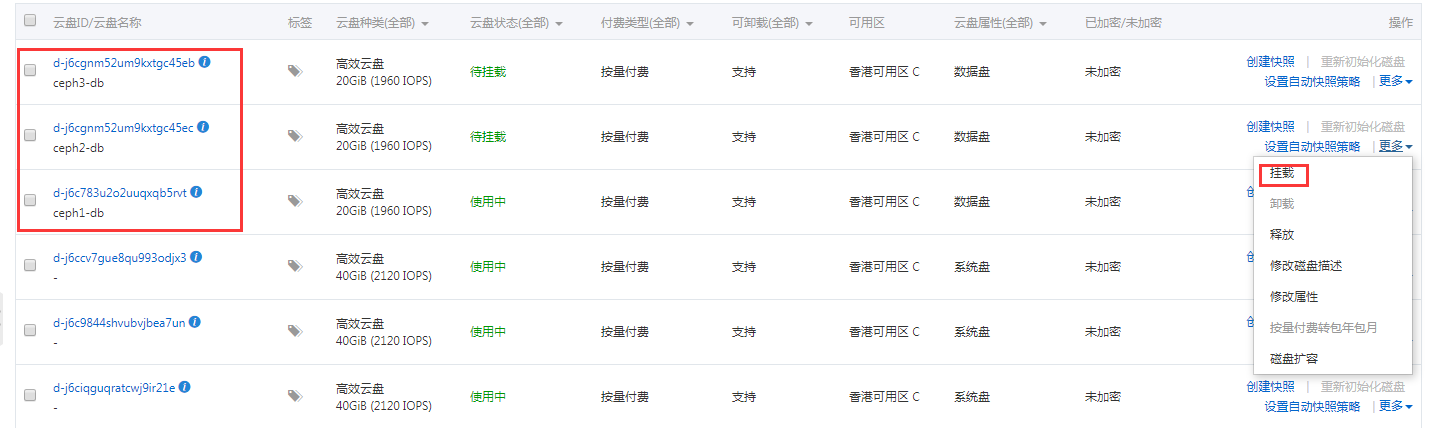 云盘ID/云盘名称 标签 云盘种类(全部) 云盘状态(全部) 付费类型(全部) 可卸载(全部) 可用区 云盘属性(全部) 已加密/未加密 操作
d-j6cgnm52um9kxtgc45eb
ceph3-db
高效云盘
20GiB (1960 IOPS)
待挂载 按量付费 支持 香港可用区 C 数据盘 未加密
创建快照 | 重新初始化磁盘
设置自动快照策略 | 更多
d-j6cgnm52um9kxtgc45ec
ceph2-db
高效云盘
20GiB (1960 IOPS)
待挂载 按量付费 支持 香港可用区 C 数据盘 未加密
创建快照 | 重新初始化磁盘
设置自动快照策略 | 更多
挂载
卸载
释放
修改磁盘描述
修改属性
按量付费转包年包月
磁盘扩容
d-j6c783u2o2uuqxqb5rvt
ceph1-db
高效云盘
20GiB (1960 IOPS)
使用中 按量付费 支持 香港可用区 C 数据盘 未加密
d-j6ccv7gue8qu993odjx3
-
高效云盘
40GiB (2120 IOPS)
使用中 按量付费 支持 香港可用区 C 系统盘 未加密
d-j6c9844shvubvjbea7un
-
高效云盘
40GiB (2120 IOPS)
使用中 按量付费 支持 香港可用区 C 系统盘 未加密
d-j6ciqguqratcwj9ir21e
-
高效云盘
40GiB (2120 IOPS)
使用中 按量付费 支持 香港可用区 C 系统盘 未加密
创建快照 | 重新初始化磁盘
设置自动快照策略 | 更多